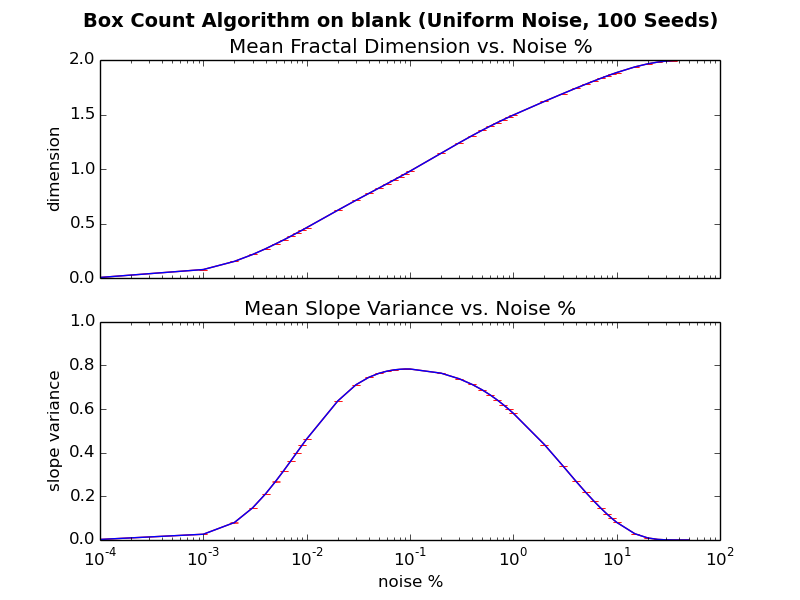 Box Count Algorithm on blank (Uniform Noise, 100 Seeds)
Mean Fractal Dimension vs. Noise %
2.0
1.5
1.0
0.5
0.0
dimension
Mean Slope Variance vs. Noise %
1.0
0.8
0.6
0.4
0.2
0.0
slope variance
10^-4 10^-3 10^-2 10^-1 10^0 10^1 10^2
noise %